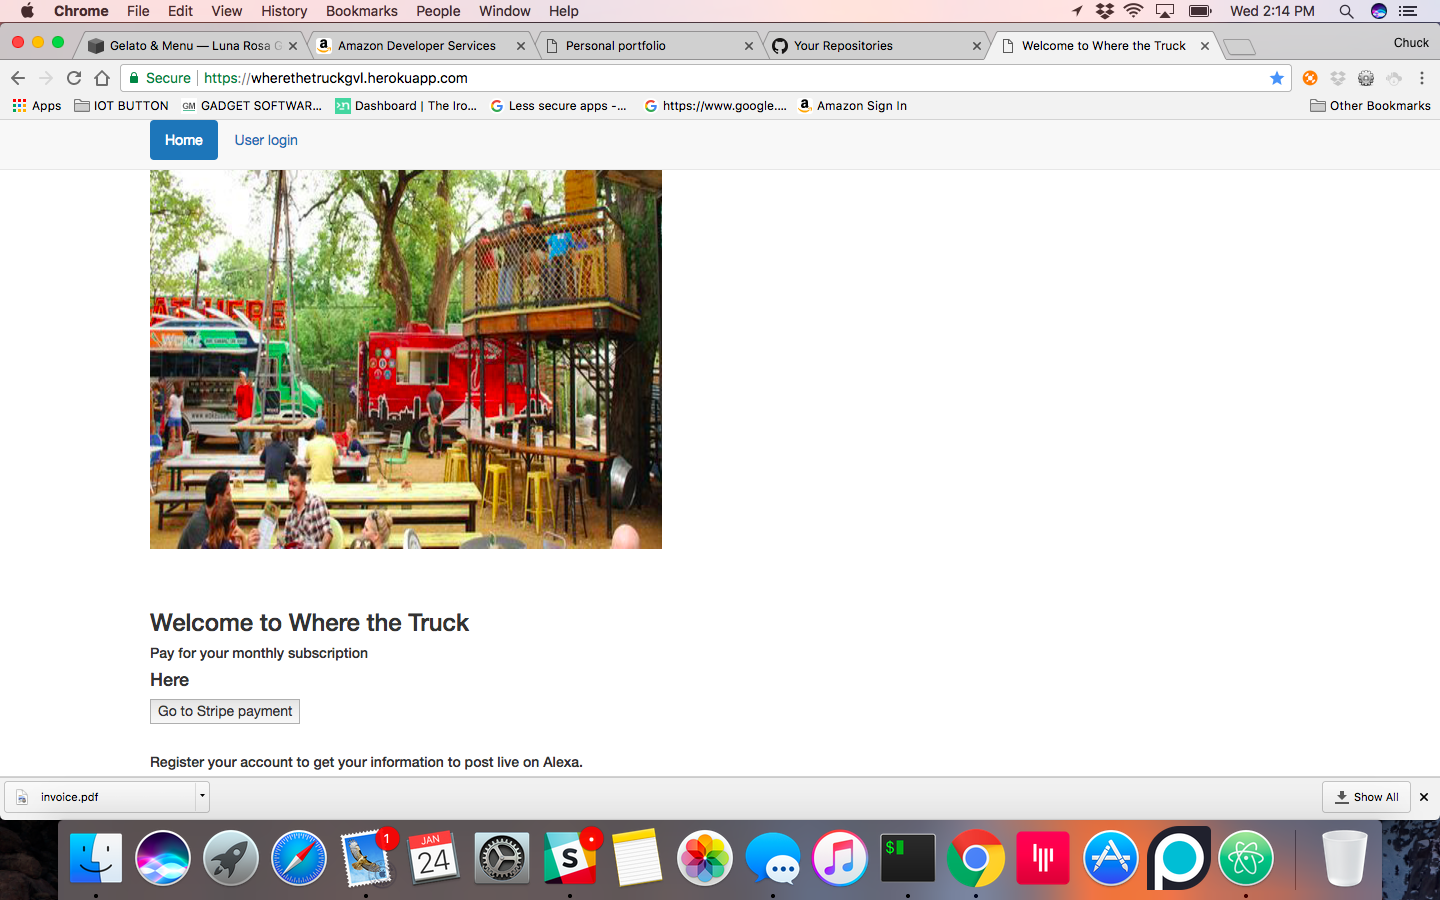 Chrome File Edit View History Bookmarks People Window Help Wed 2:14 PM
Gelato & Menu — Luna Rosa G Amazon Developer Services Personal portfolio Your Repositories Welcome to Where the Truck Chuck
Secure https://wherethetruckgvl.herokuapp.com
Apps IOT BUTTON GM GADGET SOFTWAR... Dashboard | The Iro... Less secure apps -... https://www.google.... Amazon Sign In Other Bookmarks
Home User login
EAT HERE
WOKE
Welcome to Where the Truck
Pay for your monthly subscription
Here
Go to Stripe payment
Register your account to get your information to post live on Alexa.
invoice.pdf Show All
1 JAN 24 S $